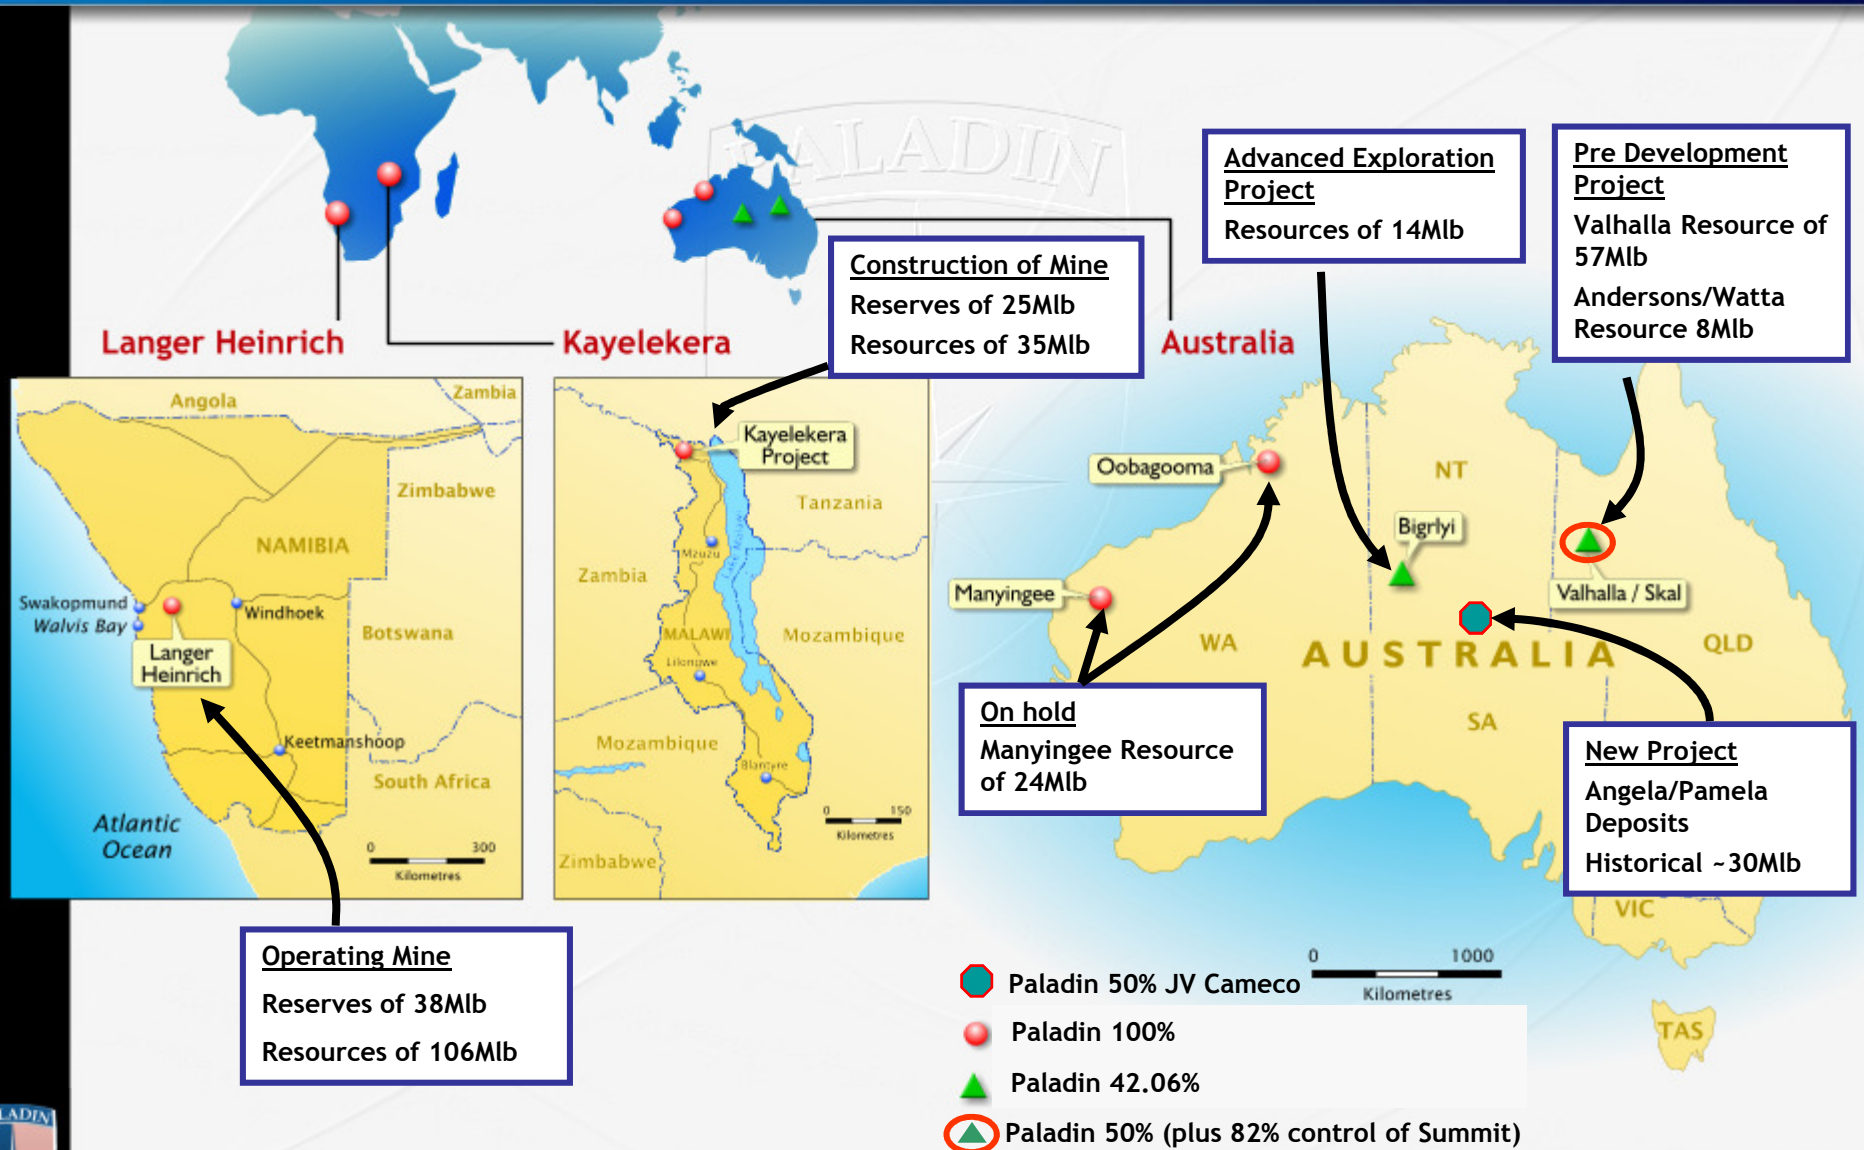 PALADIN
Advanced Exploration
Project
Resources of 14Mlb
Pre Development
Project
Valhalla Resource of
57Mlb
Andersons/Watta
Resource 8Mlb
Construction of Mine
Reserves of 25Mlb
Resources of 35Mlb
Langer Heinrich
Kayelekera
Australia
Angola
Zambia
Zimbabwe
NAMIBIA
Swakopmund
Walvis Bay
Windhoek
Botswana
Langer
Heinrich
Keetmanshoop
South Africa
Atlantic
Ocean
0 300
Kilometres
Kayelekera
Project
Tanzania
Mzuzu
Zambia
MALAWI
Mozambique
Lilongwe
Mozambique
Blantyre
0 150
Kilometres
Zimbabwe
Oobagooma
NT
Bigrlyi
Manyingee
Valhalla / Skal
WA
AUSTRALIA
QLD
SA
On hold
Manyingee Resource
of 24Mlb
New Project
Angela/Pamela
Deposits
Historical ~30Mlb
VIC
TAS
0 1000
Kilometres
Operating Mine
Reserves of 38Mlb
Resources of 106Mlb
Paladin 50% JV Cameco
Paladin 100%
Paladin 42.06%
Paladin 50% (plus 82% control of Summit)
LADIN